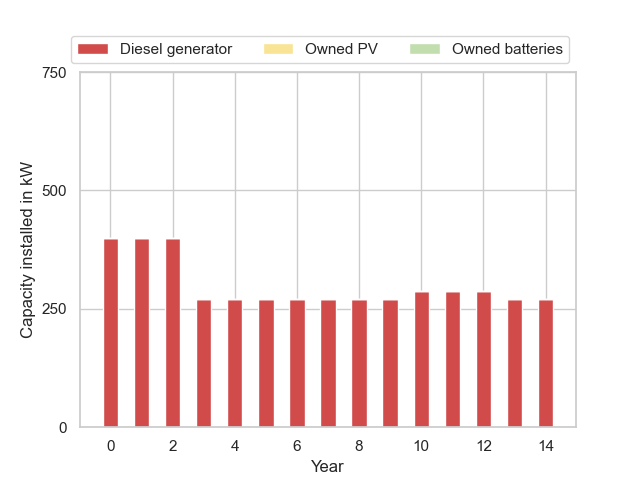 Diesel generator Owned PV Owned batteries
750
500
250
0
Capacity installed in kW
0 2 4 6 8 10 12 14
Year